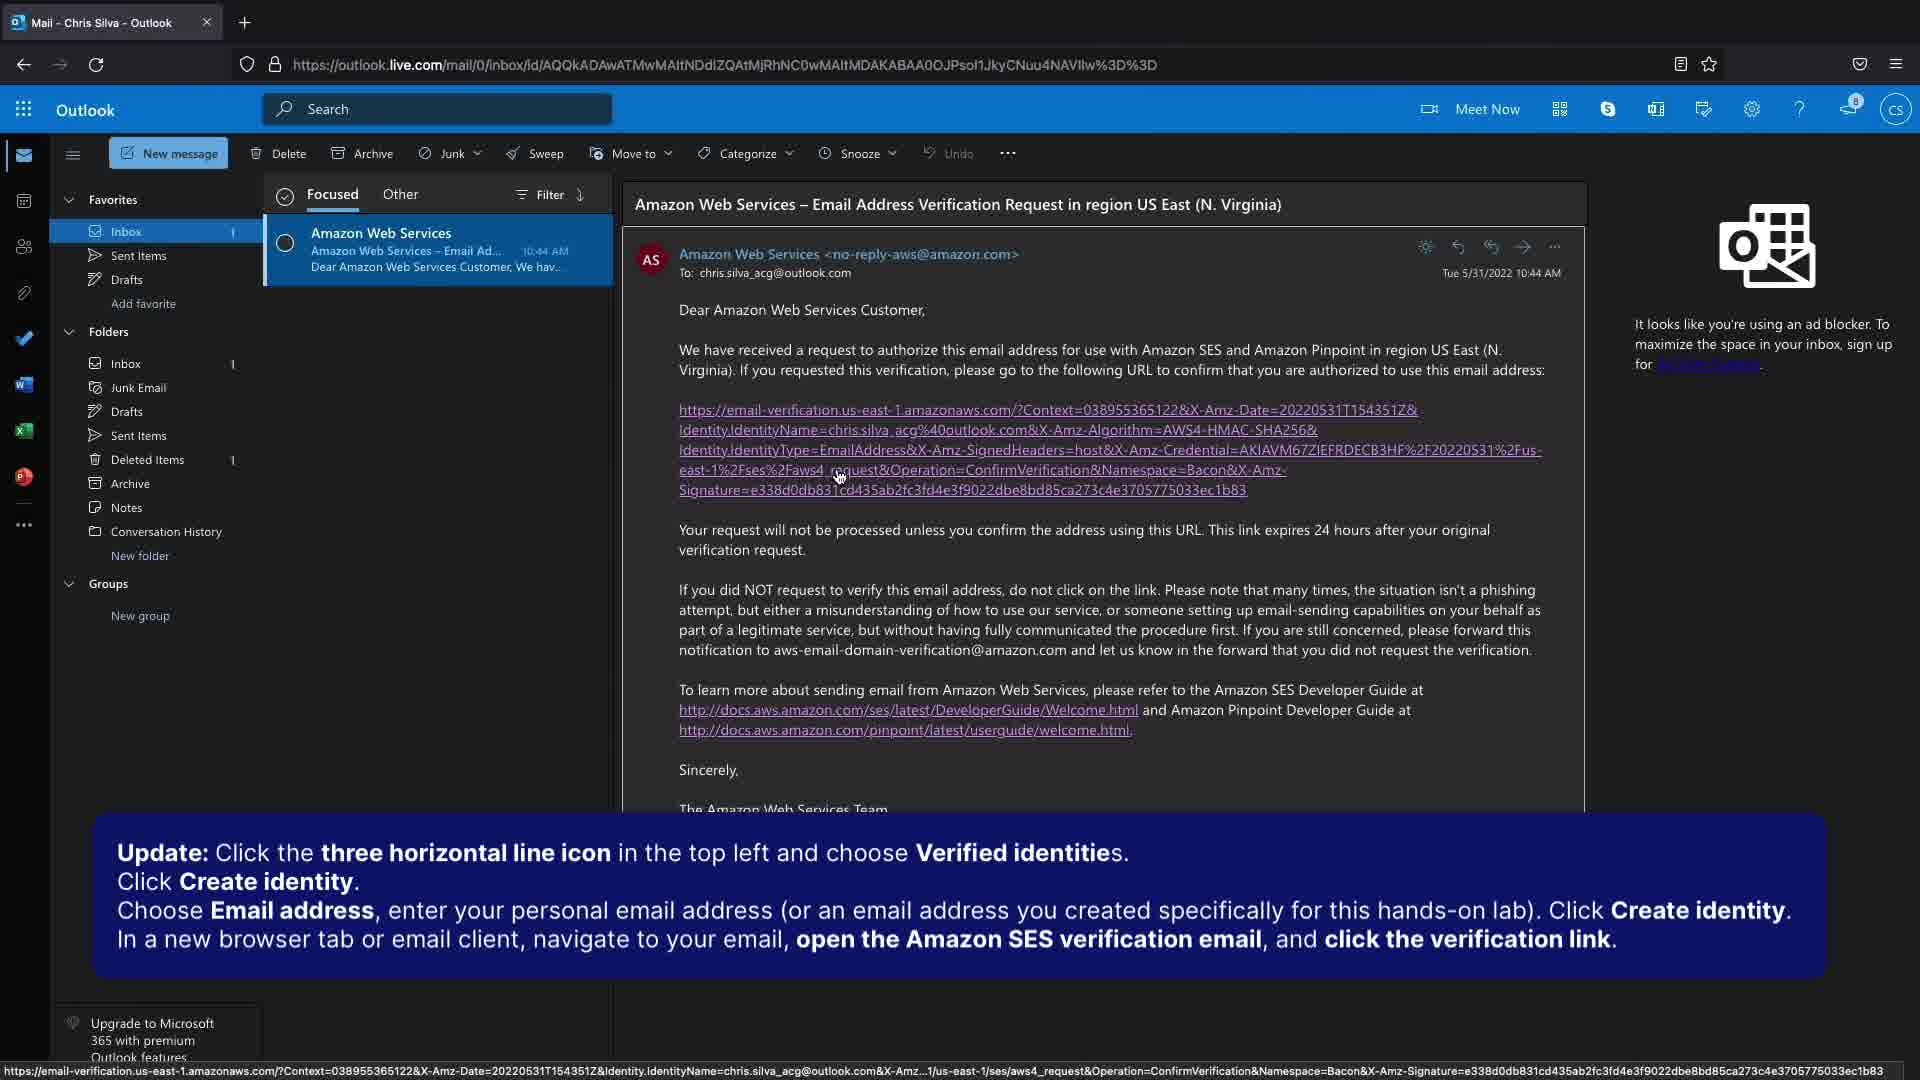 Mail - Chris Silva - Outlook
https://outlook.live.com/mail/0/inbox/id/
Outlook
Search
Meet Now
8
CS
New message
Delete
Archive
Junk
Sweep
Move to
Categorize
Snooze
Undo
Favorites
Inbox 1
Sent Items
Drafts
Add favorite
Folders
Inbox 1
Junk Email
Drafts
Sent Items
Deleted Items 1
Archive
Notes
Conversation History
New folder
Groups
New group
Focused
Other
Filter
Amazon Web Services
Amazon Web Services – Email Ad... 10:44 AM
Dear Amazon Web Services Customer, We hav...
Amazon Web Services – Email Address Verification Request in region US East (N. Virginia)
AS
Amazon Web Services <no-reply-aws@amazon.com>
To: chris.silva_acg@outlook.com
Tue 5/31/2022 10:44 AM
Dear Amazon Web Services Customer,
We have received a request to authorize this email address for use with Amazon SES and Amazon Pinpoint in region US East (N.
Virginia). If you requested this verification, please go to the following URL to confirm that you are authorized to use this email address:
https://email-verification.us-east-1.amazonaws.com/?Context=038955365122&X-Amz-Date=20220531T154351Z&
Identity.IdentityName=chris.silva_acg%40outlook.com&X-Amz-Algorithm=AWS4-HMAC-SHA256&
Identity.IdentityType=EmailAddress&X-Amz-SignedHeaders=host&X-Amz-Credential=AKIAVM67ZIEFRDECB3HF%2F20220531%2Fus-
east-1%2Fses%2Faws4_request&Operation=ConfirmVerification&Namespace=Bacon&X-Amz-
Signature=e338d0db831cd435ab2fc3fd4e3f9022dbe8bd85ca273c4e3705775033ec1b83
Your request will not be processed unless you confirm the address using this URL. This link expires 24 hours after your original
verification request.
If you did NOT request to verify this email address, do not click on the link. Please note that many times, the situation isn't a phishing
attempt, but either a misunderstanding of how to use our service, or someone setting up email-sending capabilities on your behalf as
part of a legitimate service, but without having fully communicated the procedure first. If you are still concerned, please forward this
notification to aws-email-domain-verification@amazon.com and let us know in the forward that you did not request the verification.
To learn more about sending email from Amazon Web Services, please refer to the Amazon SES Developer Guide at
http://docs.aws.amazon.com/ses/latest/DeveloperGuide/Welcome.html and Amazon Pinpoint Developer Guide at
http://docs.aws.amazon.com/pinpoint/latest/userguide/welcome.html.
Sincerely,
The Amazon Web Services Team
It looks like you're using an ad blocker. To
maximize the space in your inbox, sign up
for
Update: Click the three horizontal line icon in the top left and choose Verified identities.
Click Create identity.
Choose Email address, enter your personal email address (or an email address you created specifically for this hands-on lab). Click Create identity.
In a new browser tab or email client, navigate to your email, open the Amazon SES verification email, and click the verification link.
Upgrade to Microsoft
365 with premium
Outlook features
https://email-verification.us-east-1.amazonaws.com/?Context=038955365122&X-Amz-Date=20220531T154351Z&Identity.IdentityName=chris.silva_acg@outlook.com&X-Amz...1/us-east-1/ses/aws4_request&Operation=ConfirmVerification&Namespace=Bacon&X-Amz-Signature=e338d0db831cd435ab2fc3fd4e3f9022dbe8bd85ca273c4e3705775033ec1b83